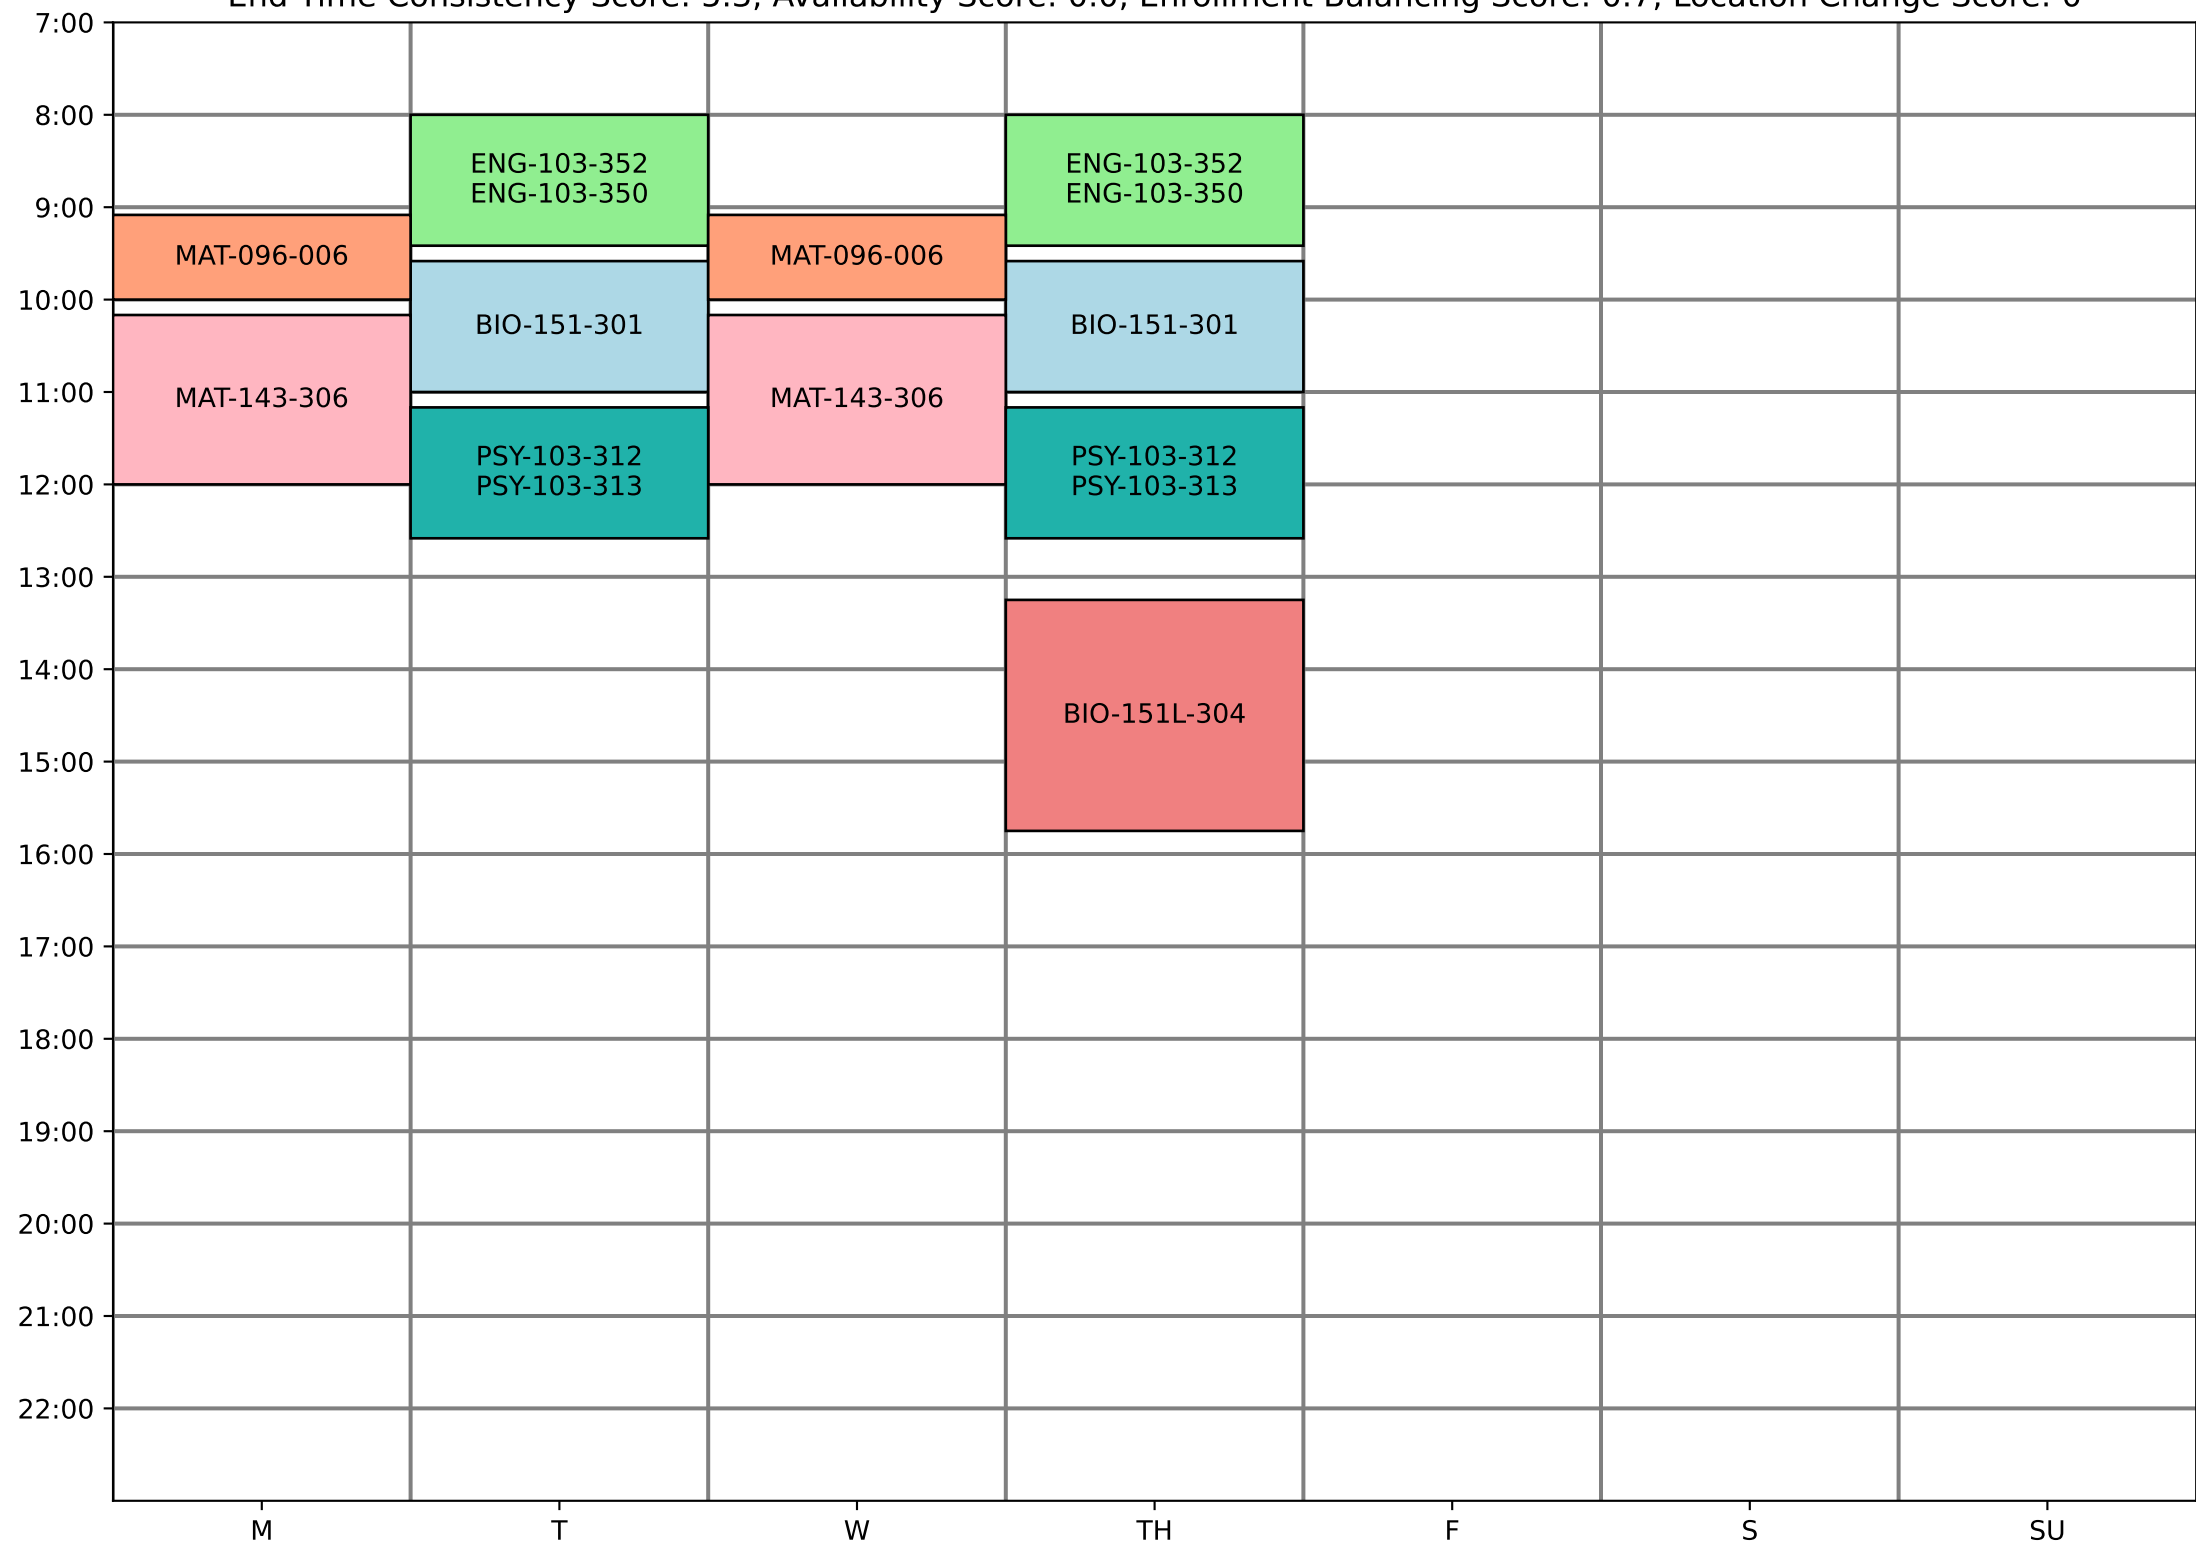 7:00
8:00
9:00
10:00
11:00
12:00
13:00
14:00
15:00
16:00
17:00
18:00
19:00
20:00
21:00
22:00
MAT-096-006
MAT-143-306
ENG-103-352
ENG-103-350
BIO-151-301
PSY-103-312
PSY-103-313
MAT-096-006
MAT-143-306
ENG-103-352
ENG-103-350
BIO-151-301
PSY-103-312
PSY-103-313
BIO-151L-304
M T W TH F S SU